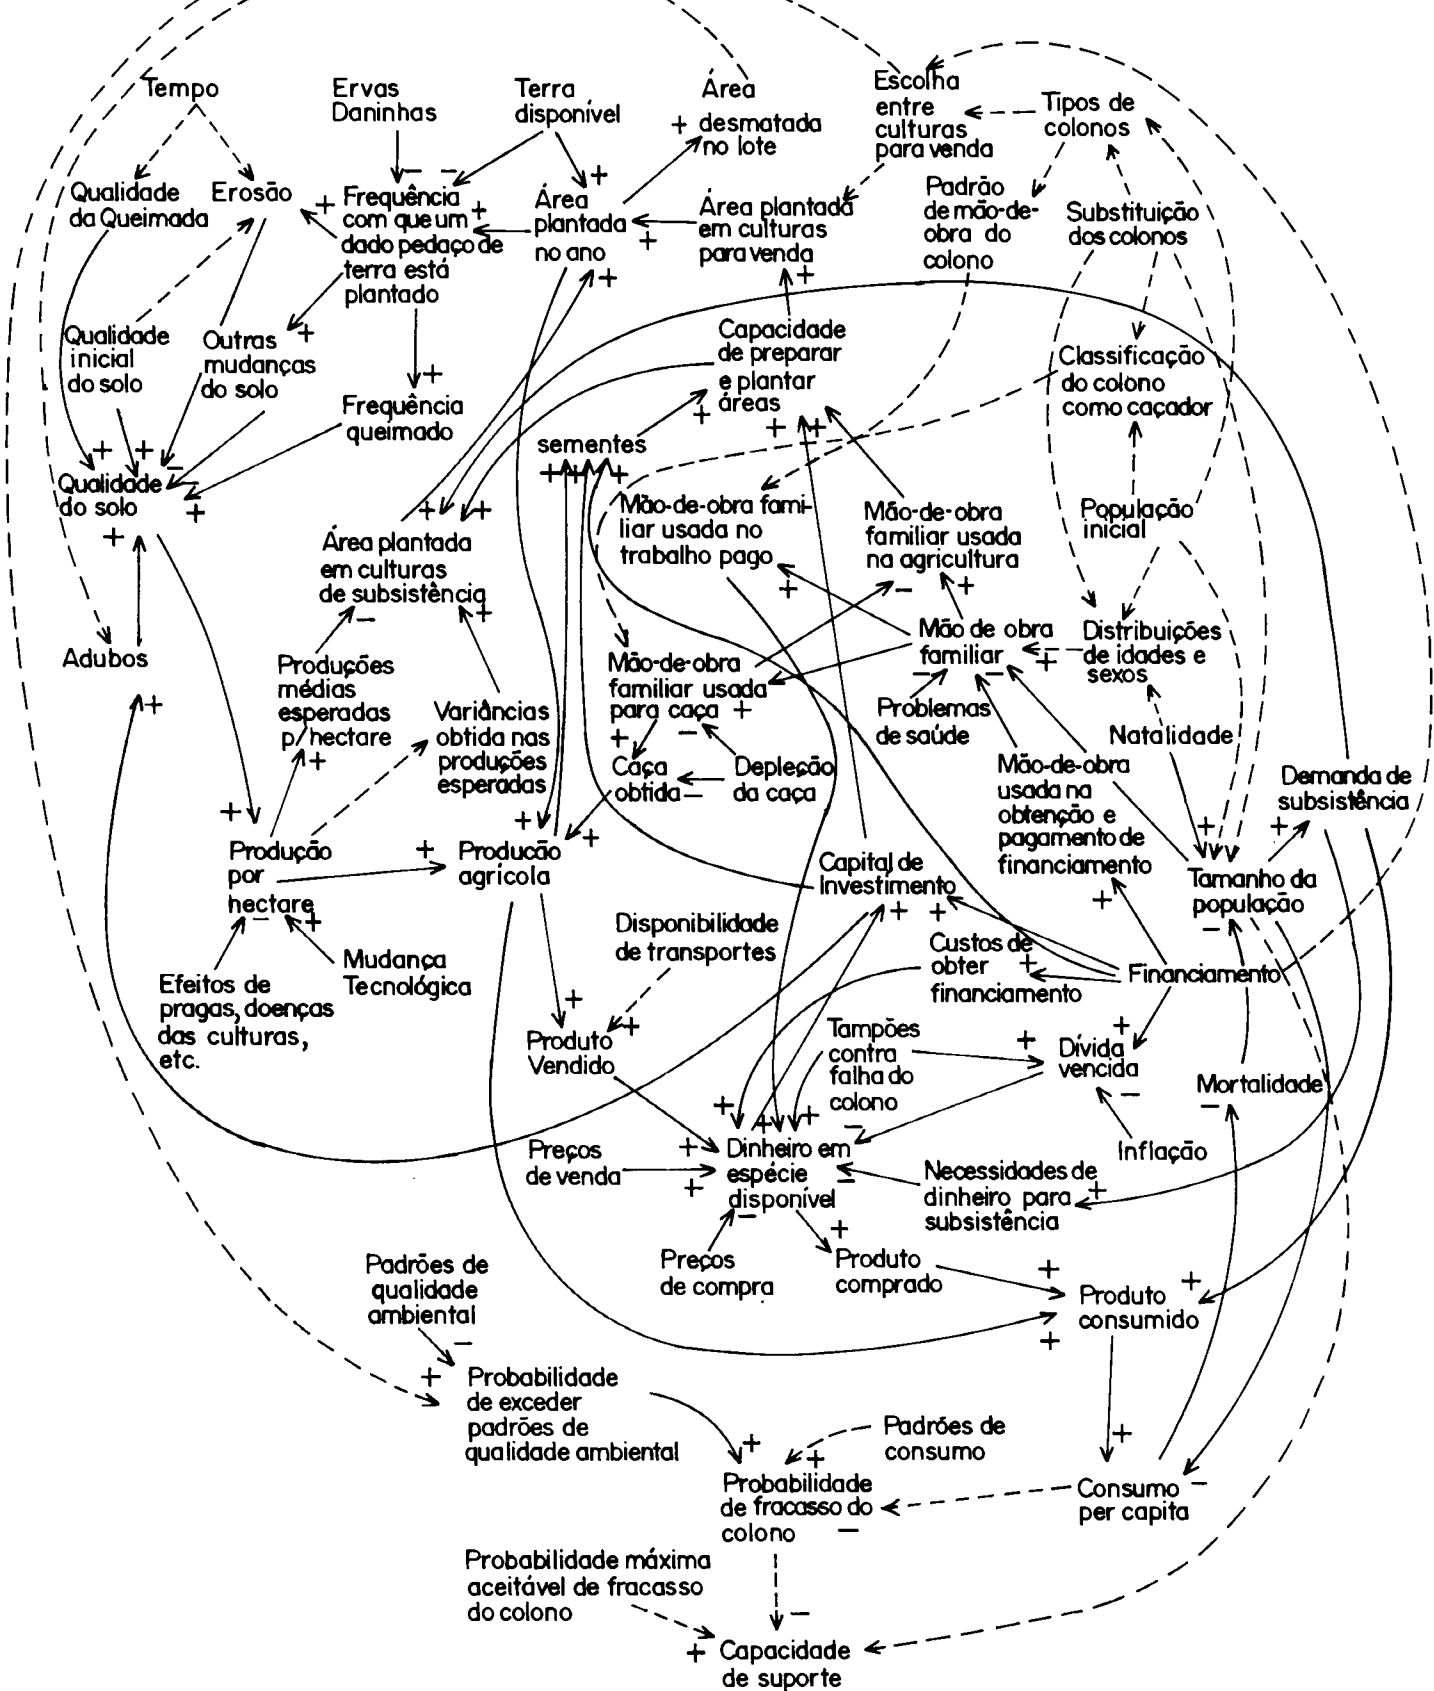 Tempo
Ervas
Daninhas
Terra
disponível
Área
desmatada
no lote
Escolha
entre
culturas
para venda
Tipos de
colonos
Qualidade
da Queimada
Erosão
Frequência
com que um
dado pedaço de
terra está
plantado
Área
plantada
no ano
Área plantada
em culturas
para venda
Padrão
de mão-de-
obra do
colono
Substituição
dos colonos
Qualidade
inicial
do solo
Outras
mudanças
do solo
Frequência
queimado
Capacidade
de preparar
e plantar
áreas
Classificação
do colono
como caçador
sementes
Qualidade
do solo
Área plantada
em culturas
de subsistência
Mão-de-obra fami-
liar usada no
trabalho pago
Mão-de-obra
familiar usada
na agricultura
População
inicial
Adubos
Produções
médias
esperadas
p/hectare
Variâncias
obtida nas
produções
esperadas
Mão-de-obra
familiar usada
para caça
Mão de obra
familiar
Distribuições
de idades e
sexos
Problemas
de saúde
Natalidade
Caça
obtida
Depleção
da caça
Mão-de-obra
usada na
obtenção e
pagamento de
financiamento
Demanda de
subsistência
Produção
por
hectare
Producão
agrícola
Capital de
Investimento
Tamanho da
população
Efeitos de
pragas, doenças
das culturas,
etc.
Mudança
Tecnológica
Disponibilidade
de transportes
Custos de
obter
financiamento
Financiamento
Produto
Vendido
Tampões
contra
falha do
colono
Dívida
vencida
Mortalidade
Inflação
Preços
de venda
Dinheiro em
espécie
disponível
Necessidades de
dinheiro para
subsistência
Preços
de compra
Produto
comprado
Produto
consumido
Padrões de
qualidade
ambiental
Probabilidade
de exceder
padrões de
qualidade ambiental
Padrões de
consumo
Probabilidade
de fracasso do
colono
Consumo
per capita
Probabilidade máxima
aceitável de fracasso
do colono
Capacidade
de suporte